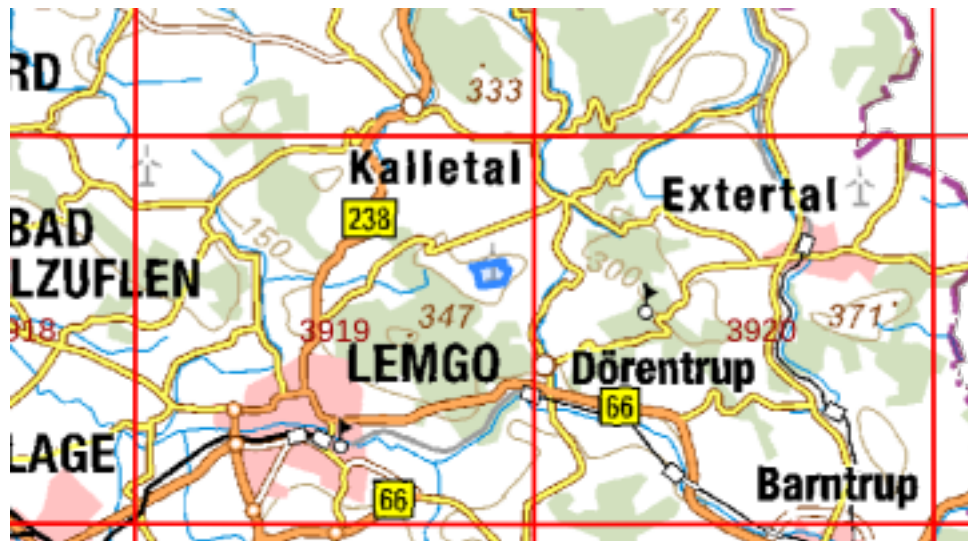 RD
333
Kalletal
Extertal
238
BAD
LZUFLEN
150
300
918
3919
347
3920
371
LEMGO
Dörentrup
66
LAGE
66
Barntrup